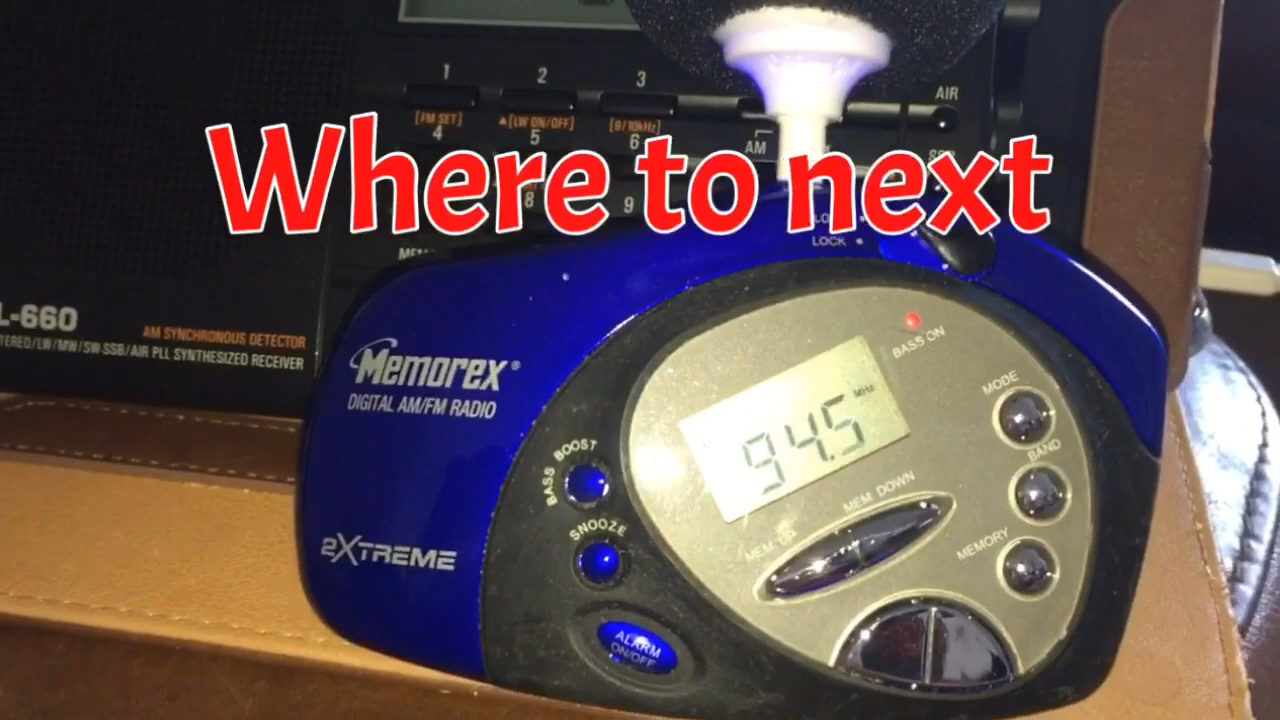 1 2 3
AIR
[FM SET] ▲[LW ON/OFF] [9/10kHz]
4 5 6
AM
Where to next
8 9
LOCK
L-660
AM SYNCHRONOUS DETECTOR
TERED/LW/MW/SW-SSB/AIR PLL SYNTHESIZED RECEIVER
Memorex®
DIGITAL AM/FM RADIO
2XTREME
BASS ON
94.5 MHz
MODE
BAND
MEMORY
MEM UP
MEM DOWN
BASS BOOST
SNOOZE
ALARM
ON/OFF